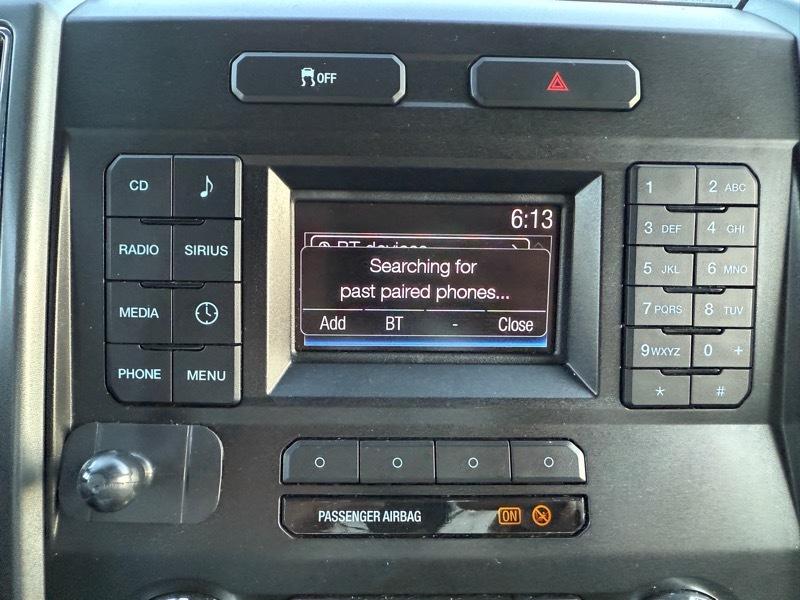 OFF
CD
RADIO SIRIUS
MEDIA
PHONE MENU
6:13
BT devices
Searching for
past paired phones...
Add BT - Close
1 2 ABC
3 DEF 4 GHI
5 JKL 6 MNO
7 PQRS 8 TUV
9 WXYZ 0 +
* #
PASSENGER AIRBAG ON